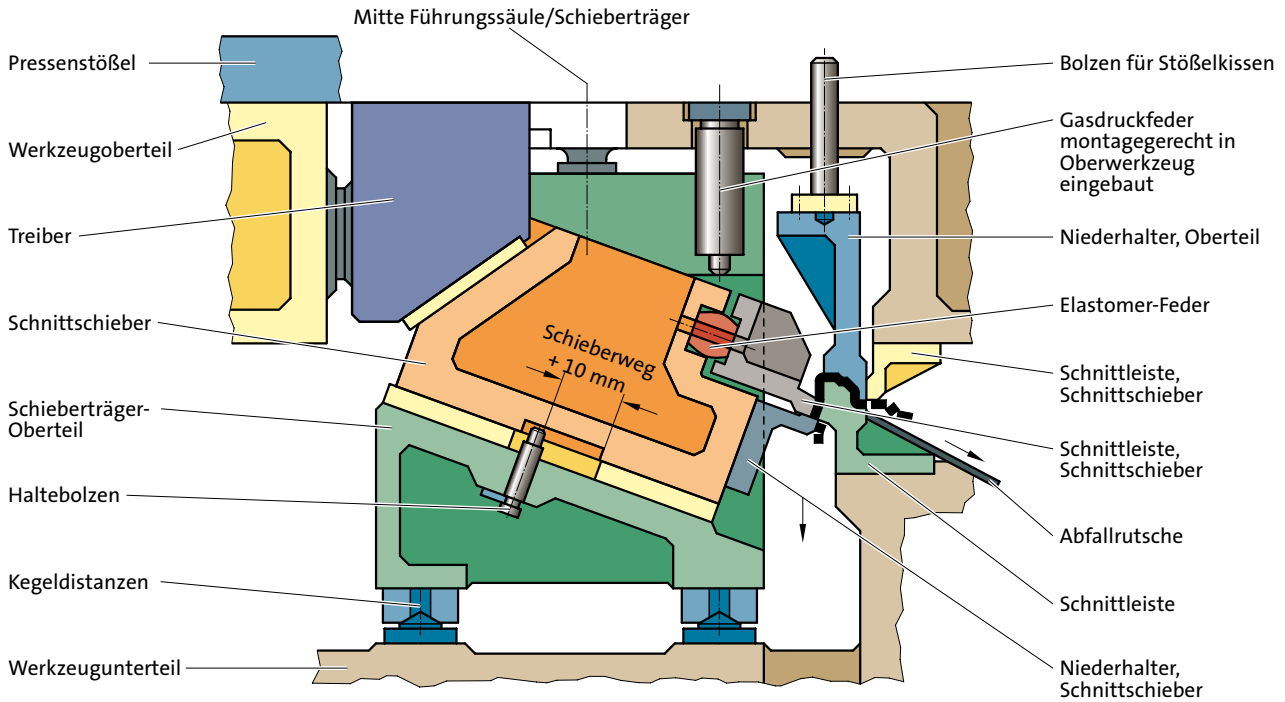 Mitte Führungssäule/Schieberträger
Pressenstößel
Werkzeugoberteil
Treiber
Schnittschieber
Schieberträger-
Oberteil
Haltebolzen
Kegeldistanzen
Werkzeugunterteil
Schieberweg
+ 10 mm
Bolzen für Stößelkissen
Gasdruckfeder
montagegerecht in
Oberwerkzeug
eingebaut
Niederhalter, Oberteil
Elastomer-Feder
Schnittleiste,
Schnittschieber
Schnittleiste,
Schnittschieber
Abfallrutsche
Schnittleiste
Niederhalter,
Schnittschieber